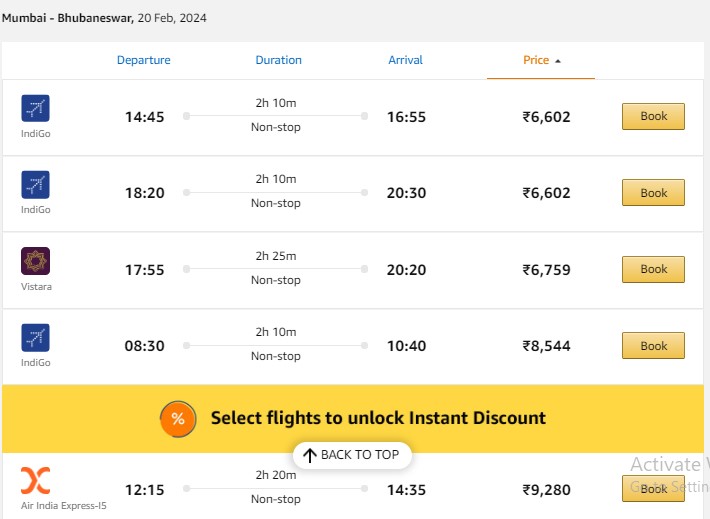 Mumbai - Bhubaneswar, 20 Feb, 2024
Departure Duration Arrival Price
IndiGo 14:45 2h 10m Non-stop 16:55 ₹6,602 Book
IndiGo 18:20 2h 10m Non-stop 20:30 ₹6,602 Book
Vistara 17:55 2h 25m Non-stop 20:20 ₹6,759 Book
IndiGo 08:30 2h 10m Non-stop 10:40 ₹8,544 Book
% Select flights to unlock Instant Discount
BACK TO TOP
Air India Express-I5 12:15 2h 20m Non-stop 14:35 ₹9,280 Book
Activate
Go to Settin